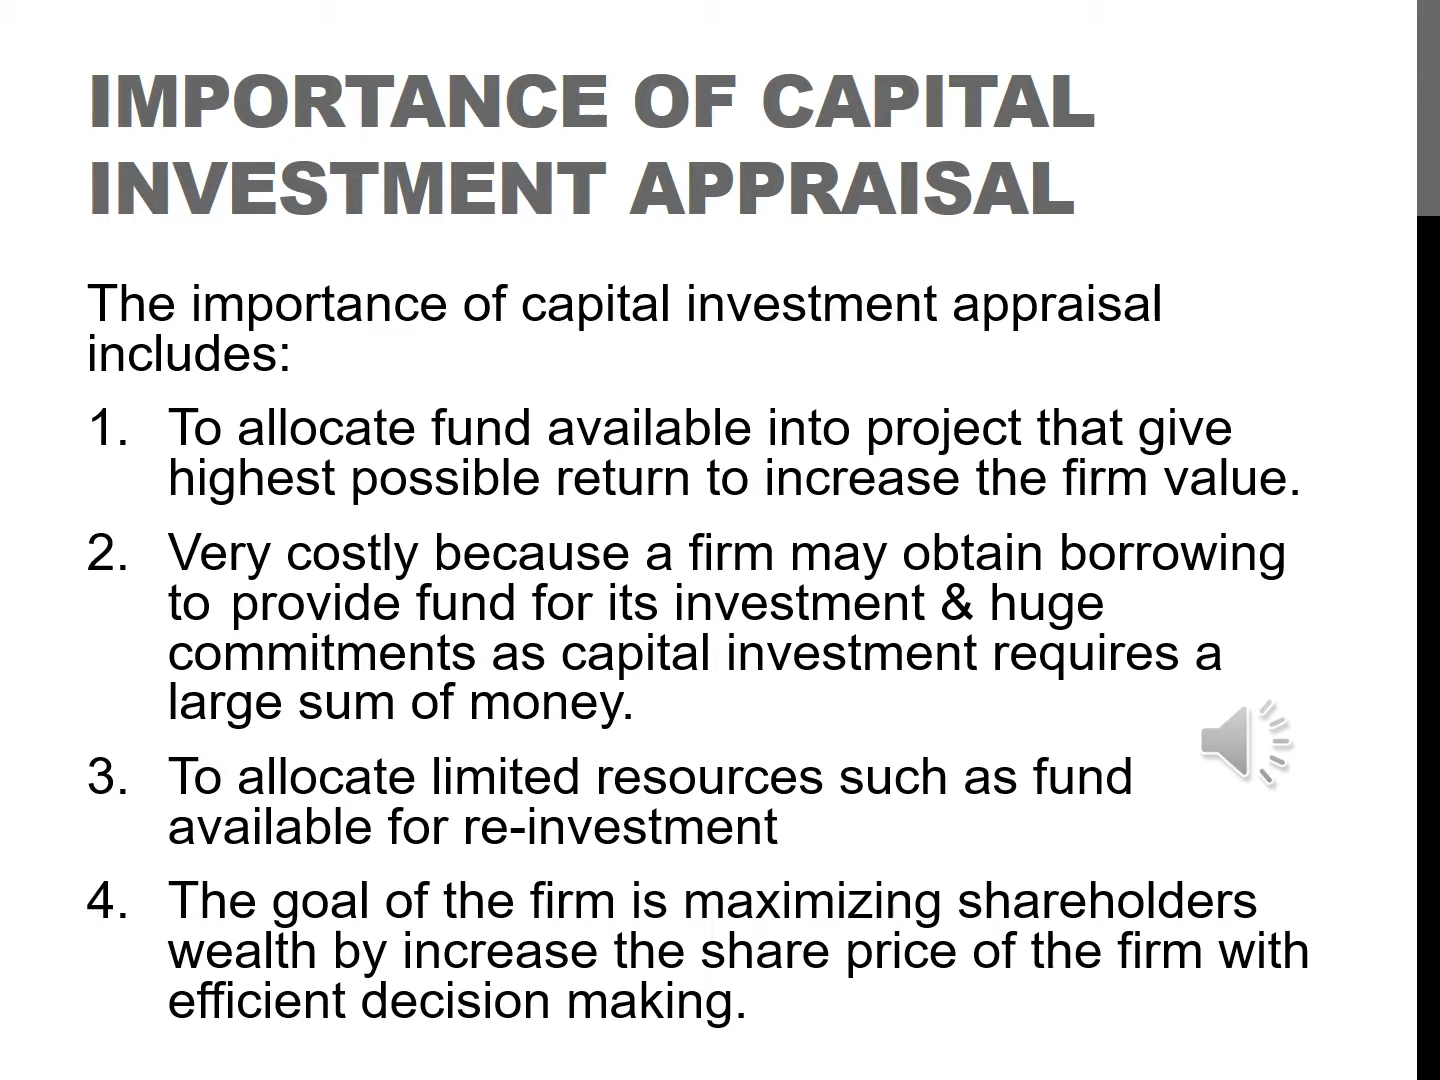 IMPORTANCE OF CAPITAL
INVESTMENT APPRAISAL
The importance of capital investment appraisal
includes:
1. To allocate fund available into project that give
highest possible return to increase the firm value.
2. Very costly because a firm may obtain borrowing
to provide fund for its investment & huge
commitments as capital investment requires a
large sum of money.
3. To allocate limited resources such as fund
available for re-investment
4. The goal of the firm is maximizing shareholders
wealth by increase the share price of the firm with
efficient decision making.